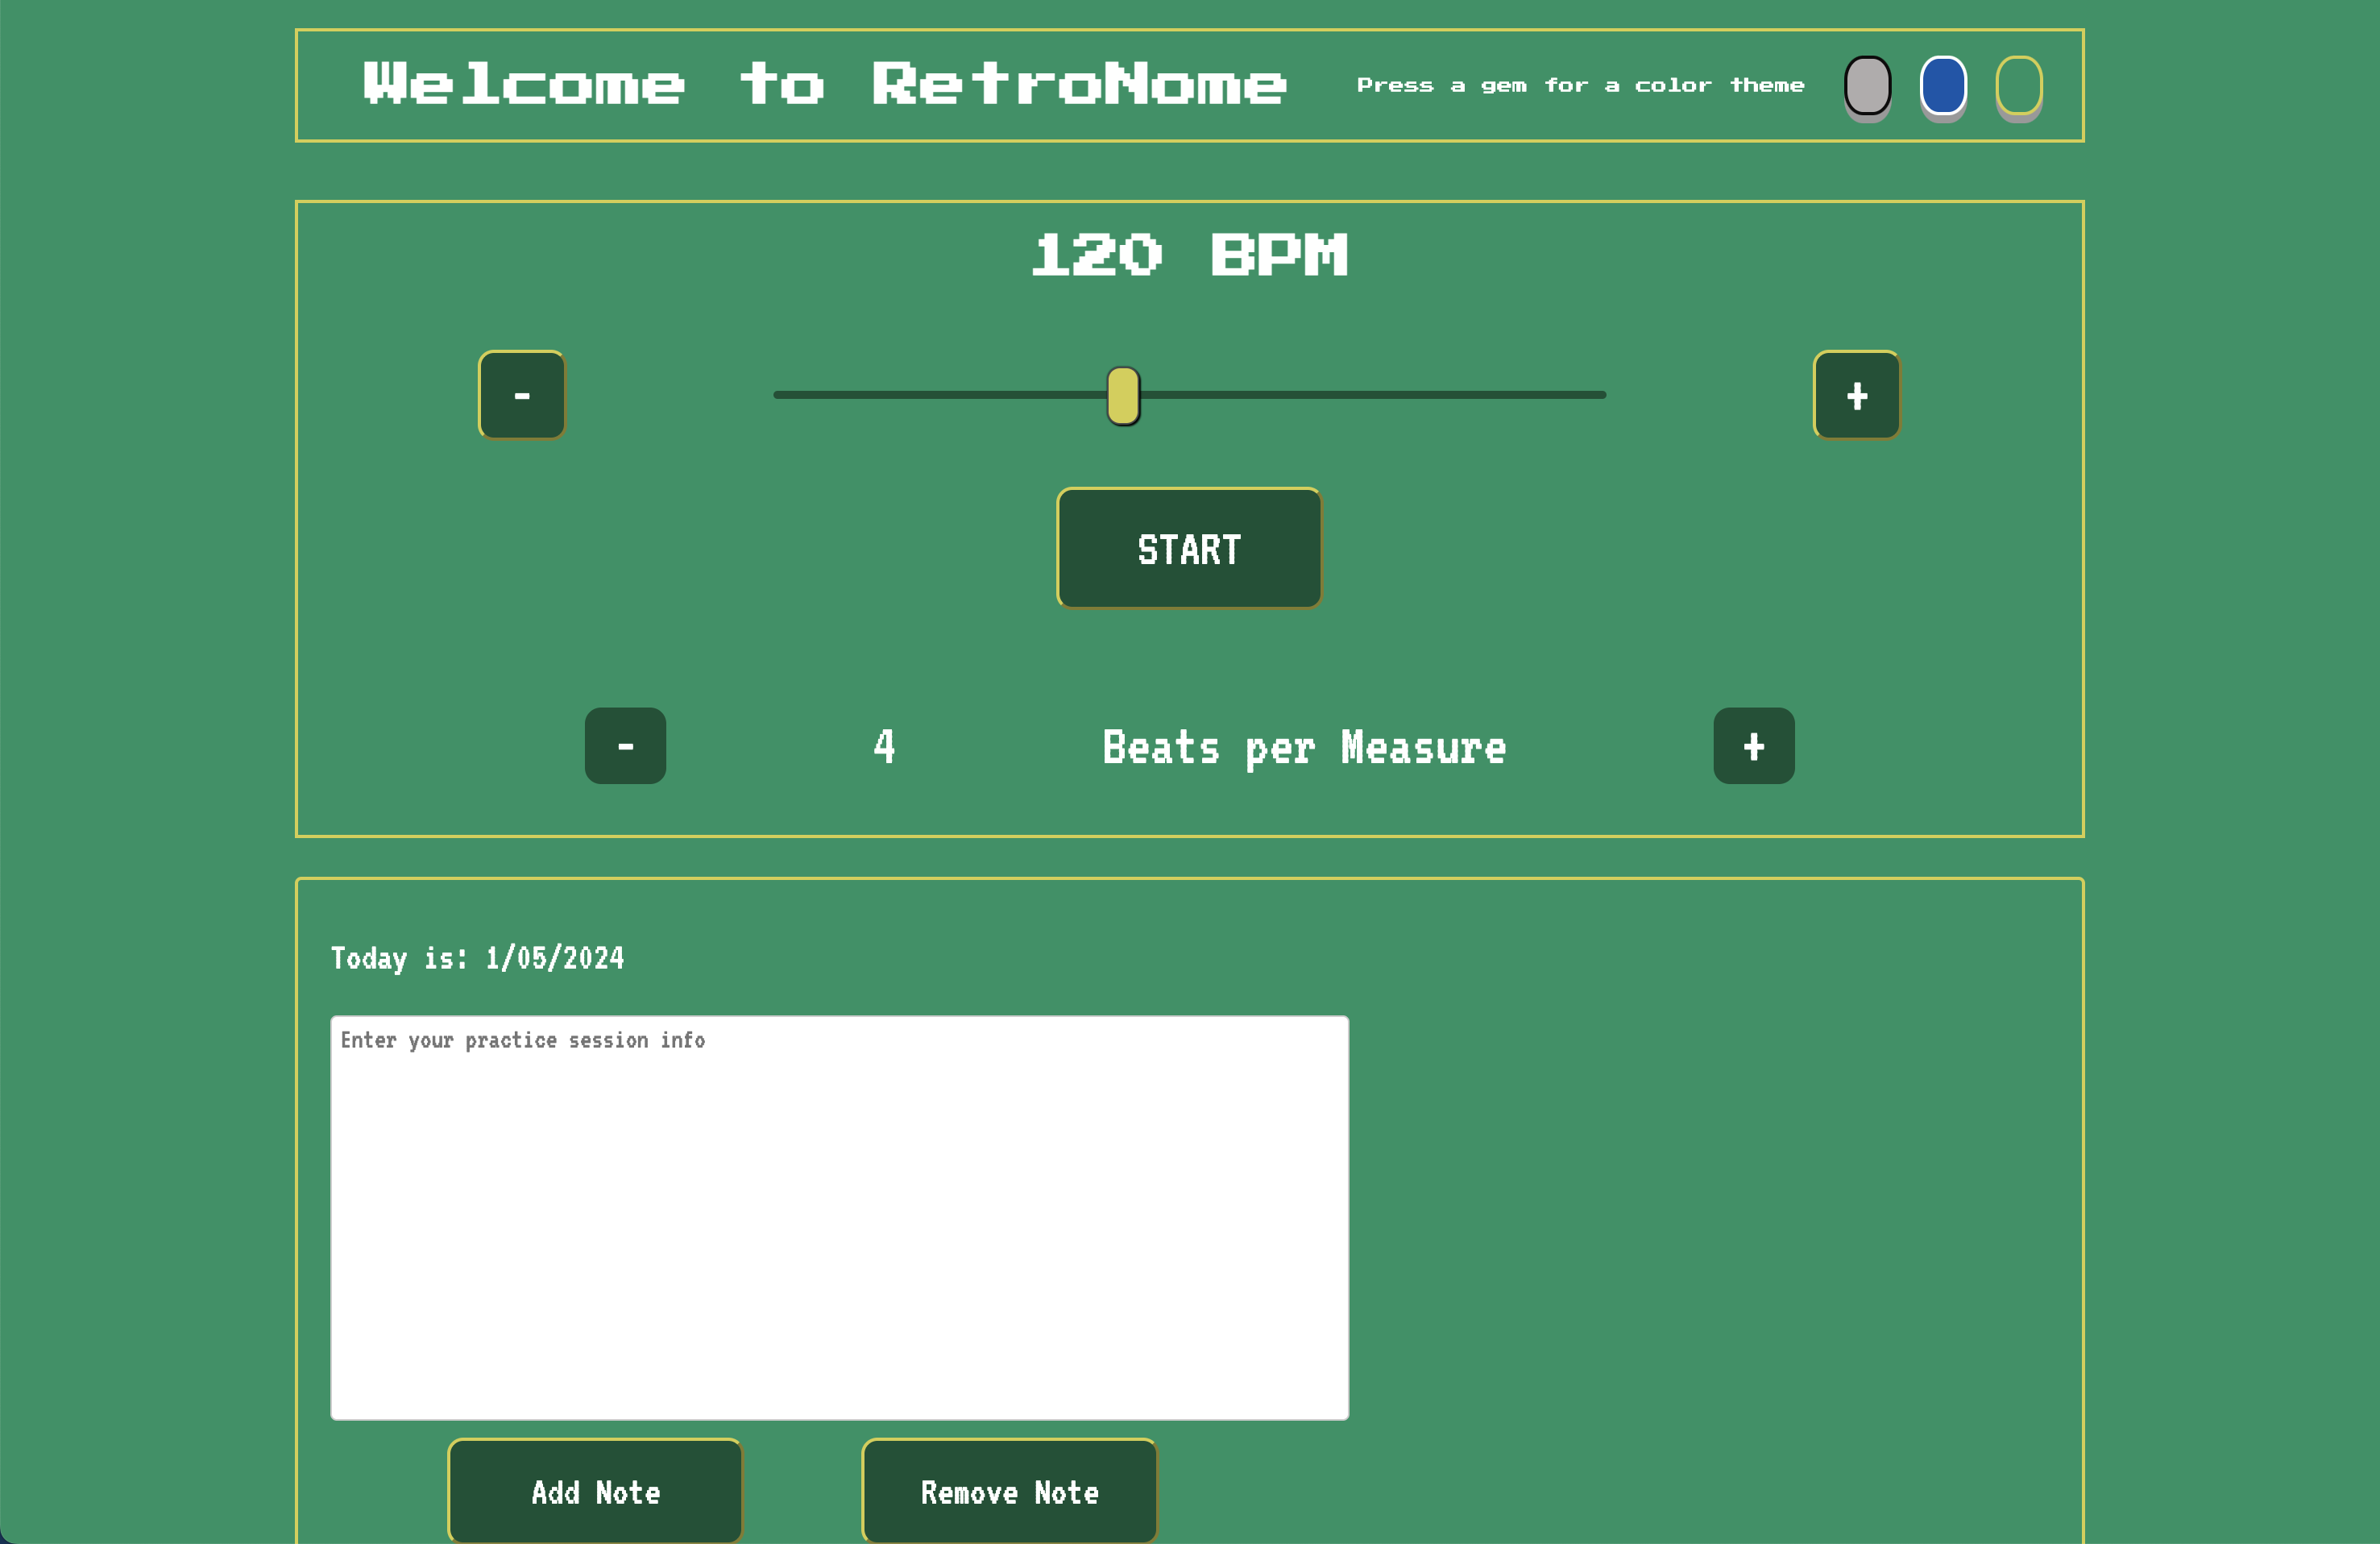 Welcome to RetroNome
Press a gem for a color theme
120 BPM
-
+
START
-
4
Beats per Measure
+
Today is: 1/05/2024
Enter your practice session info
Add Note
Remove Note